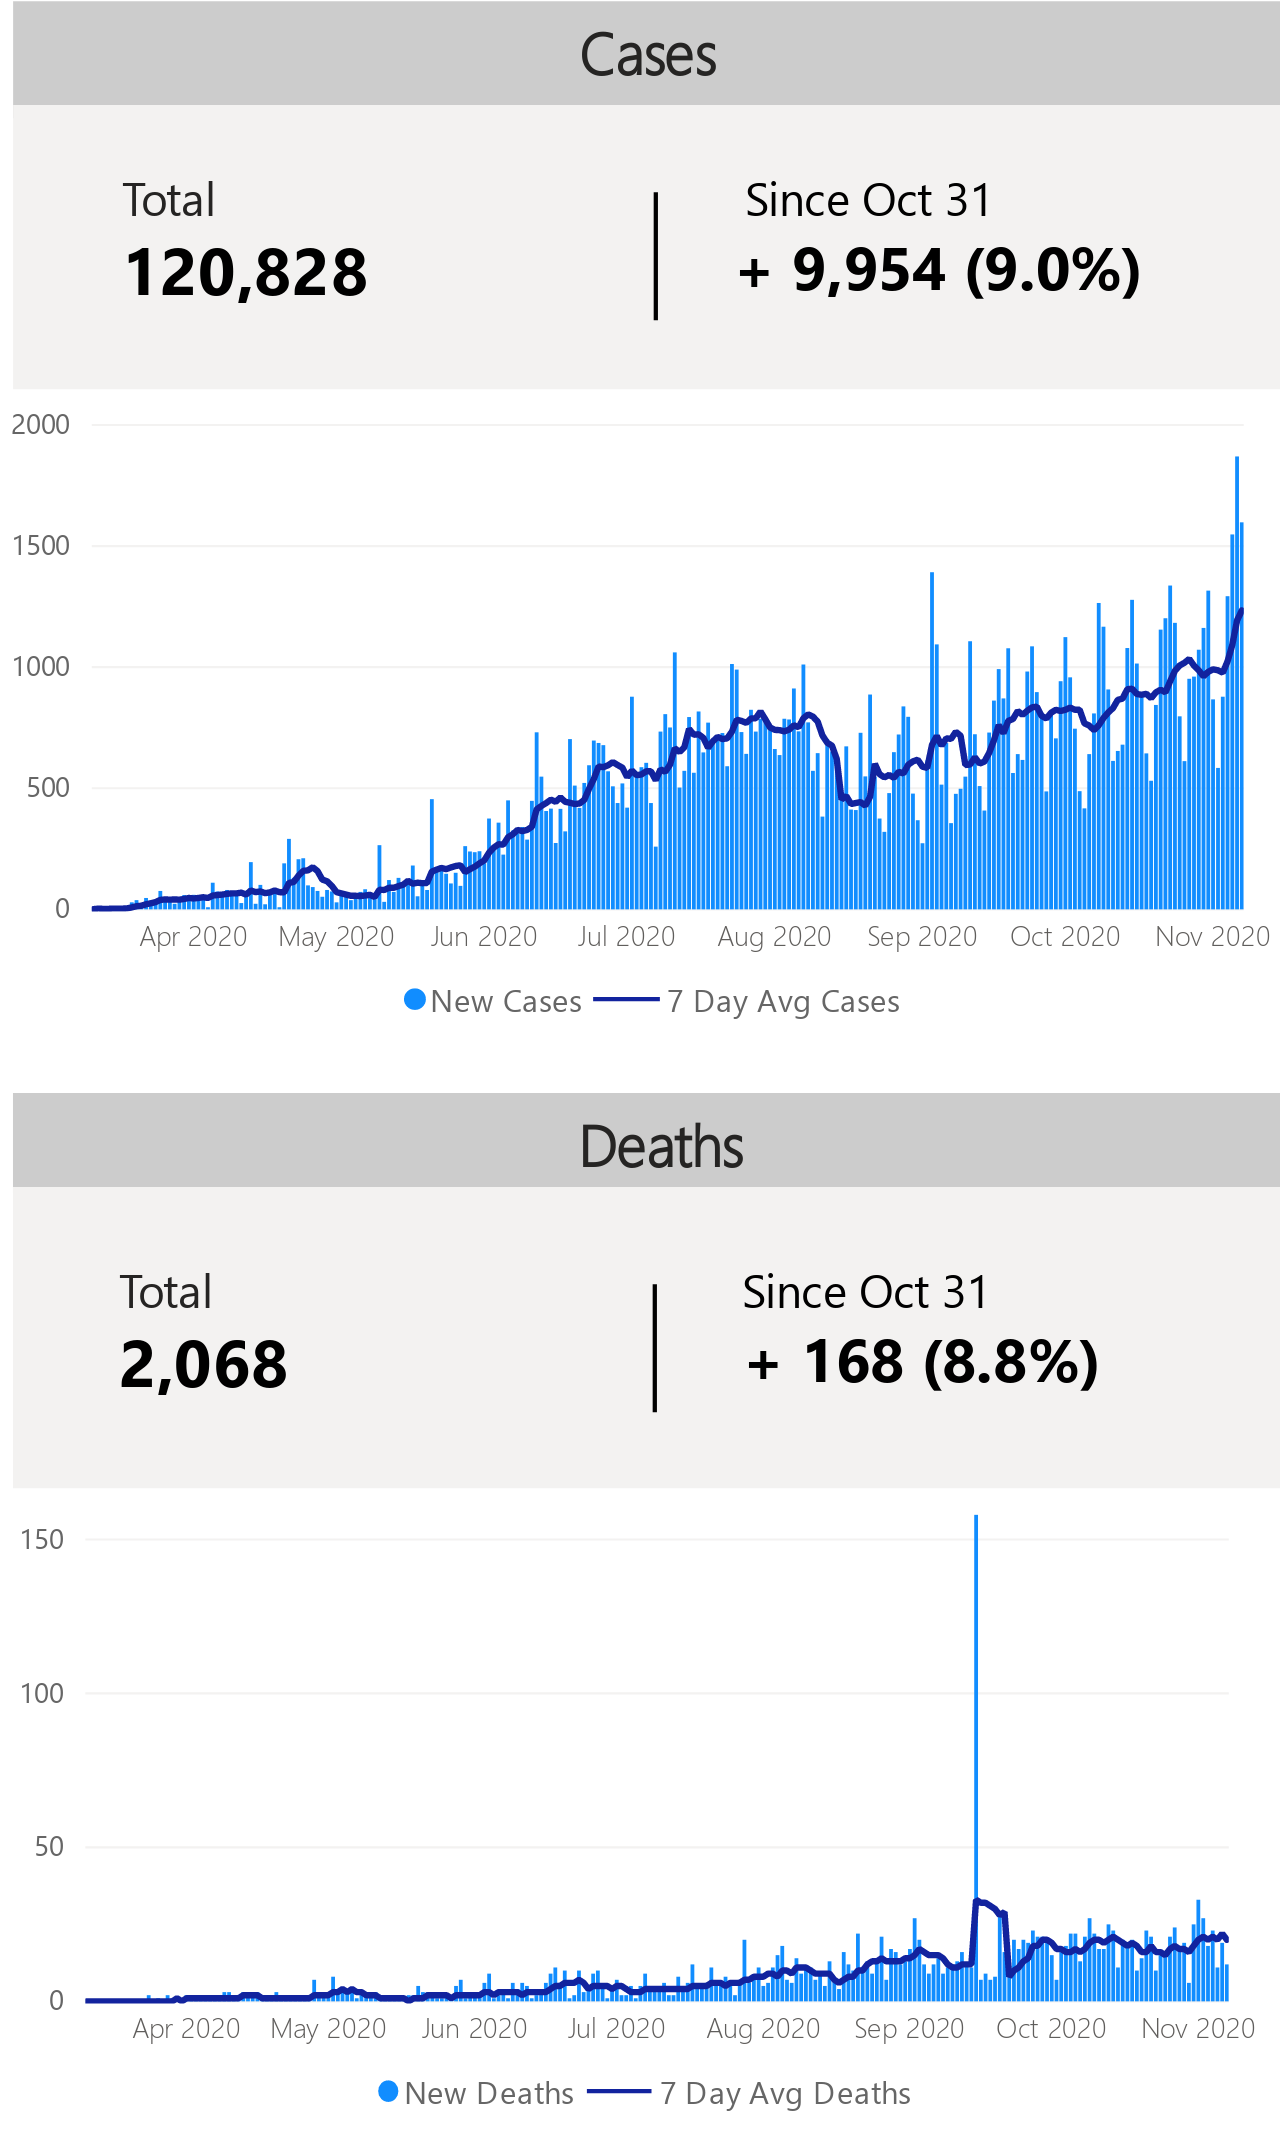 Cases
Total
Since Oct 31
120,828
+ 9,954 (9.0%)
2000
1500
1000
500
0
Apr 2020 May 2020 Jun 2020 Jul 2020 Aug 2020 Sep 2020 Oct 2020 Nov 2020
New Cases 7 Day Avg Cases
Deaths
Total
Since Oct 31
2,068
+ 168 (8.8%)
150
100
50
0
Apr 2020 May 2020 Jun 2020 Jul 2020 Aug 2020 Sep 2020 Oct 2020 Nov 2020
New Deaths 7 Day Avg Deaths